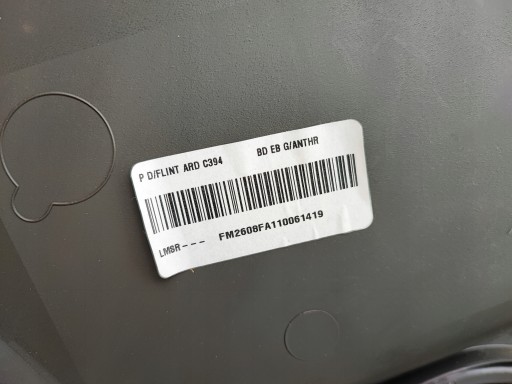 P D/FLINT ARD C394 BD EB G/ANTHR
LMSR--- FM2608FA110061419